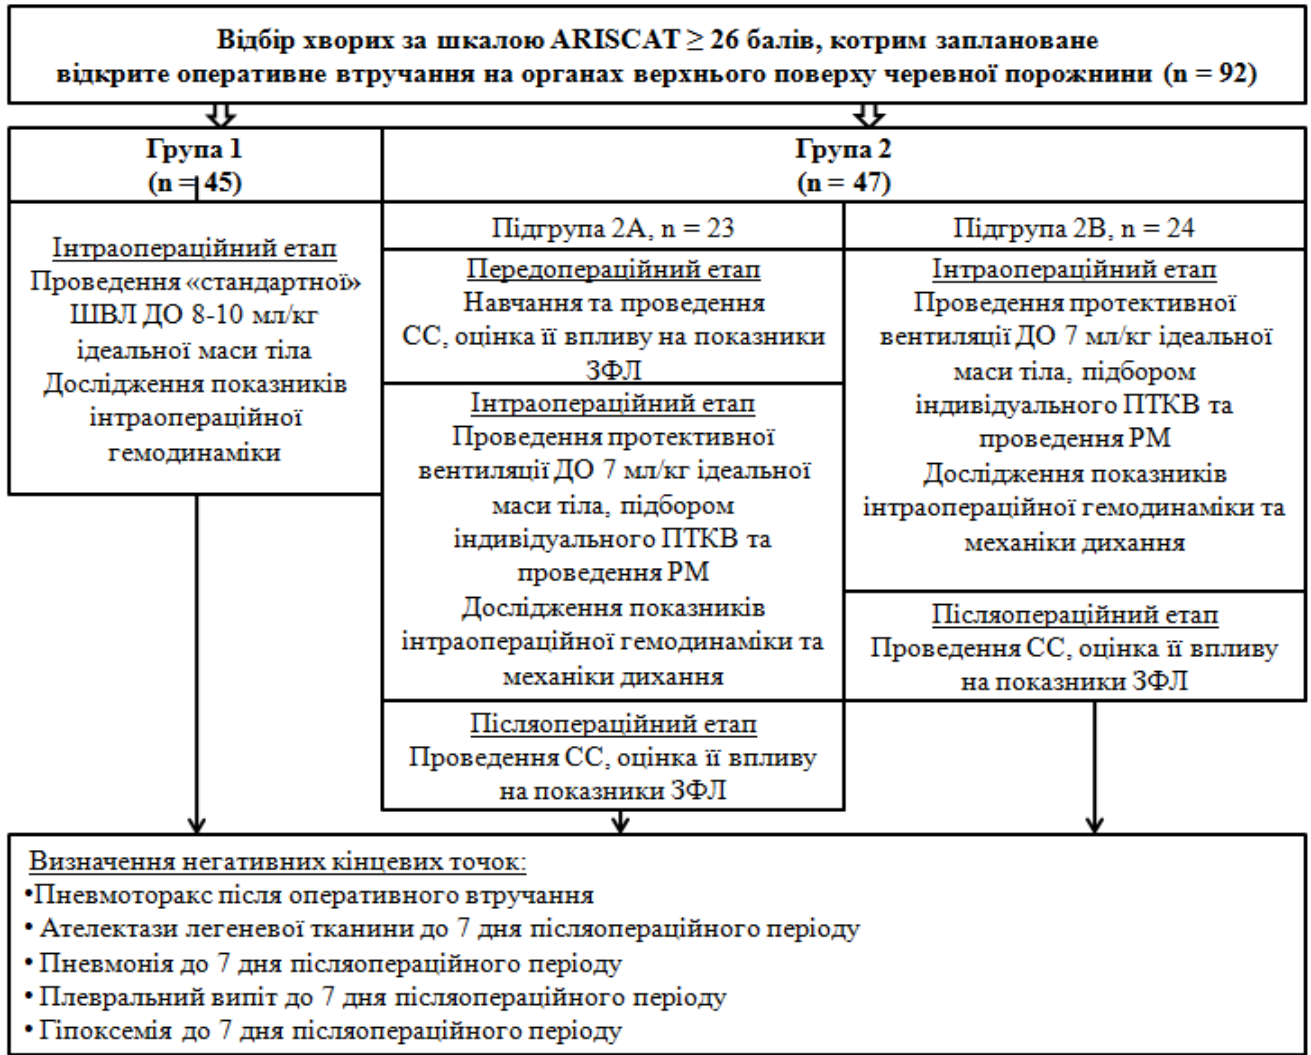 Відбір хворих за шкалою ARISCAT ≥ 26 балів, котрим заплановане
відкрите оперативне втручання на органах верхнього поверху черевної порожнини (n = 92)
Група 1
(n = 45)
Інтраопераційний етап
Проведення «стандартної»
ШВЛ ДО 8-10 мл/кг
ідеальної маси тіла
Дослідження показників
інтраопераційної
гемодинаміки
Група 2
(n = 47)
Підгрупа 2А, n = 23
Передопераційний етап
Навчання та проведення
СС, оцінка її впливу на показники
ЗФЛ
Інтраопераційний етап
Проведення протективної
вентиляції ДО 7 мл/кг ідеальної
маси тіла, підбором
індивідуального ПТКВ та
проведення РМ
Дослідження показників
інтраопераційної гемодинаміки та
механіки дихання
Післяопераційний етап
Проведення СС, оцінка її впливу
на показники ЗФЛ
Підгрупа 2В, n = 24
Інтраопераційний етап
Проведення протективної
вентиляції ДО 7 мл/кг ідеальної
маси тіла, підбором
індивідуального ПТКВ та
проведення РМ
Дослідження показників
інтраопераційної гемодинаміки та
механіки дихання
Післяопераційний етап
Проведення СС, оцінка її впливу
на показники ЗФЛ
Визначення негативних кінцевих точок:
•Пневмоторакс після оперативного втручання
• Ателектази легеневої тканини до 7 дня післяопераційного періоду
• Пневмонія до 7 дня післяопераційного періоду
• Плевральний випіт до 7 дня післяопераційного періоду
• Гіпоксемія до 7 дня післяопераційного періоду